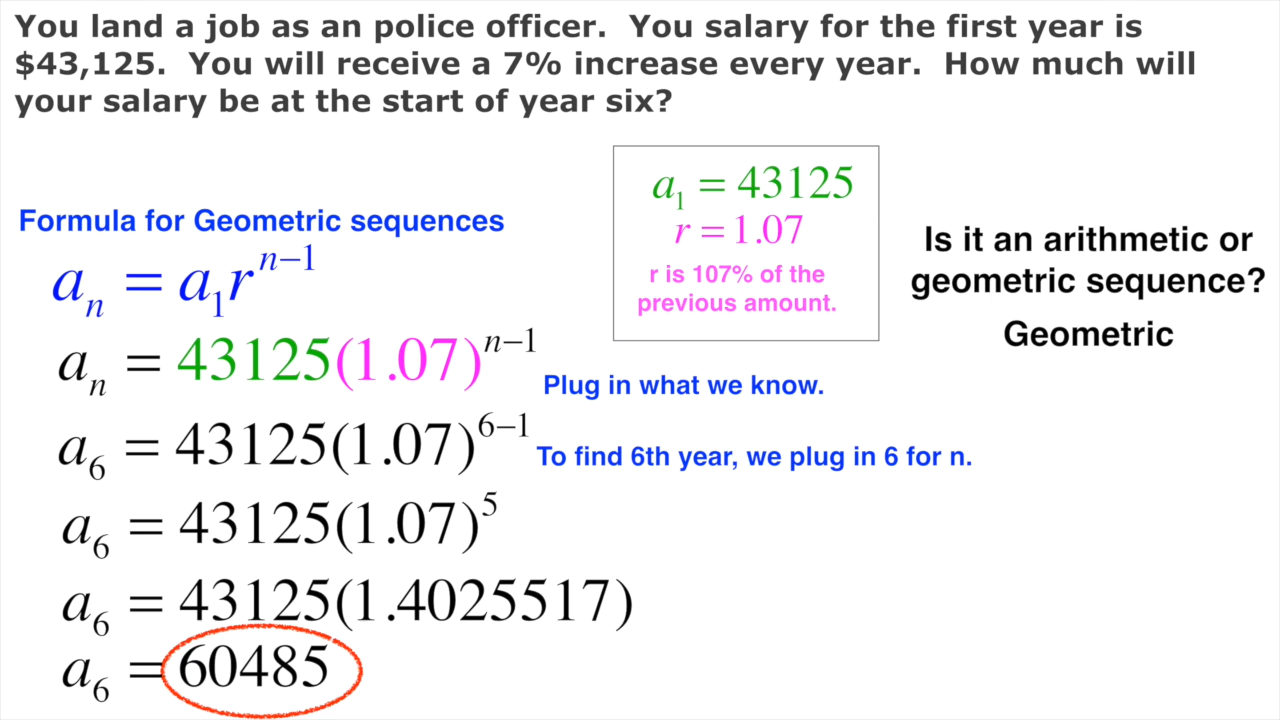 You land a job as an police officer.  You salary for the first year is
$43,125.  You will receive a 7% increase every year.  How much will
your salary be at the start of year six?
a₁ = 43125
r = 1.07
r is 107% of the
previous amount.
Is it an arithmetic or
geometric sequence?
Geometric
Formula for Geometric sequences
aₙ = a₁rⁿ⁻¹
aₙ = 43125(1.07)ⁿ⁻¹
Plug in what we know.
a₆ = 43125(1.07)⁶⁻¹
To find 6th year, we plug in 6 for n.
a₆ = 43125(1.07)⁵
a₆ = 43125(1.4025517)
a₆ = 60485